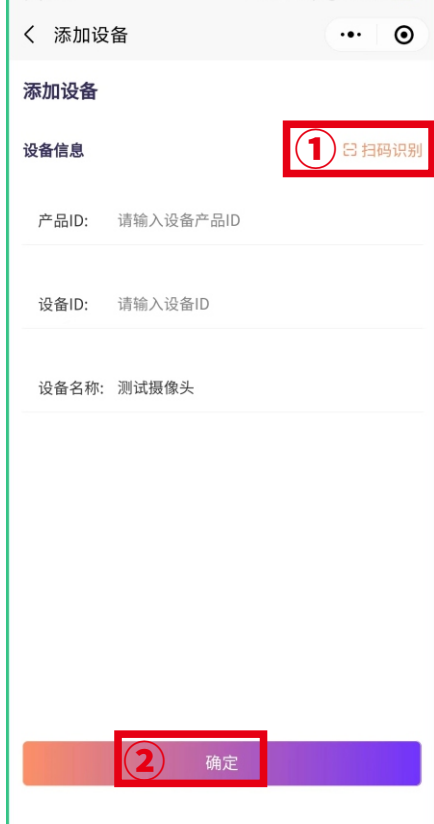 添加设备
添加设备
设备信息
① 扫码识别
产品ID: 请输入设备产品ID
设备ID: 请输入设备ID
设备名称: 测试摄像头
② 确定